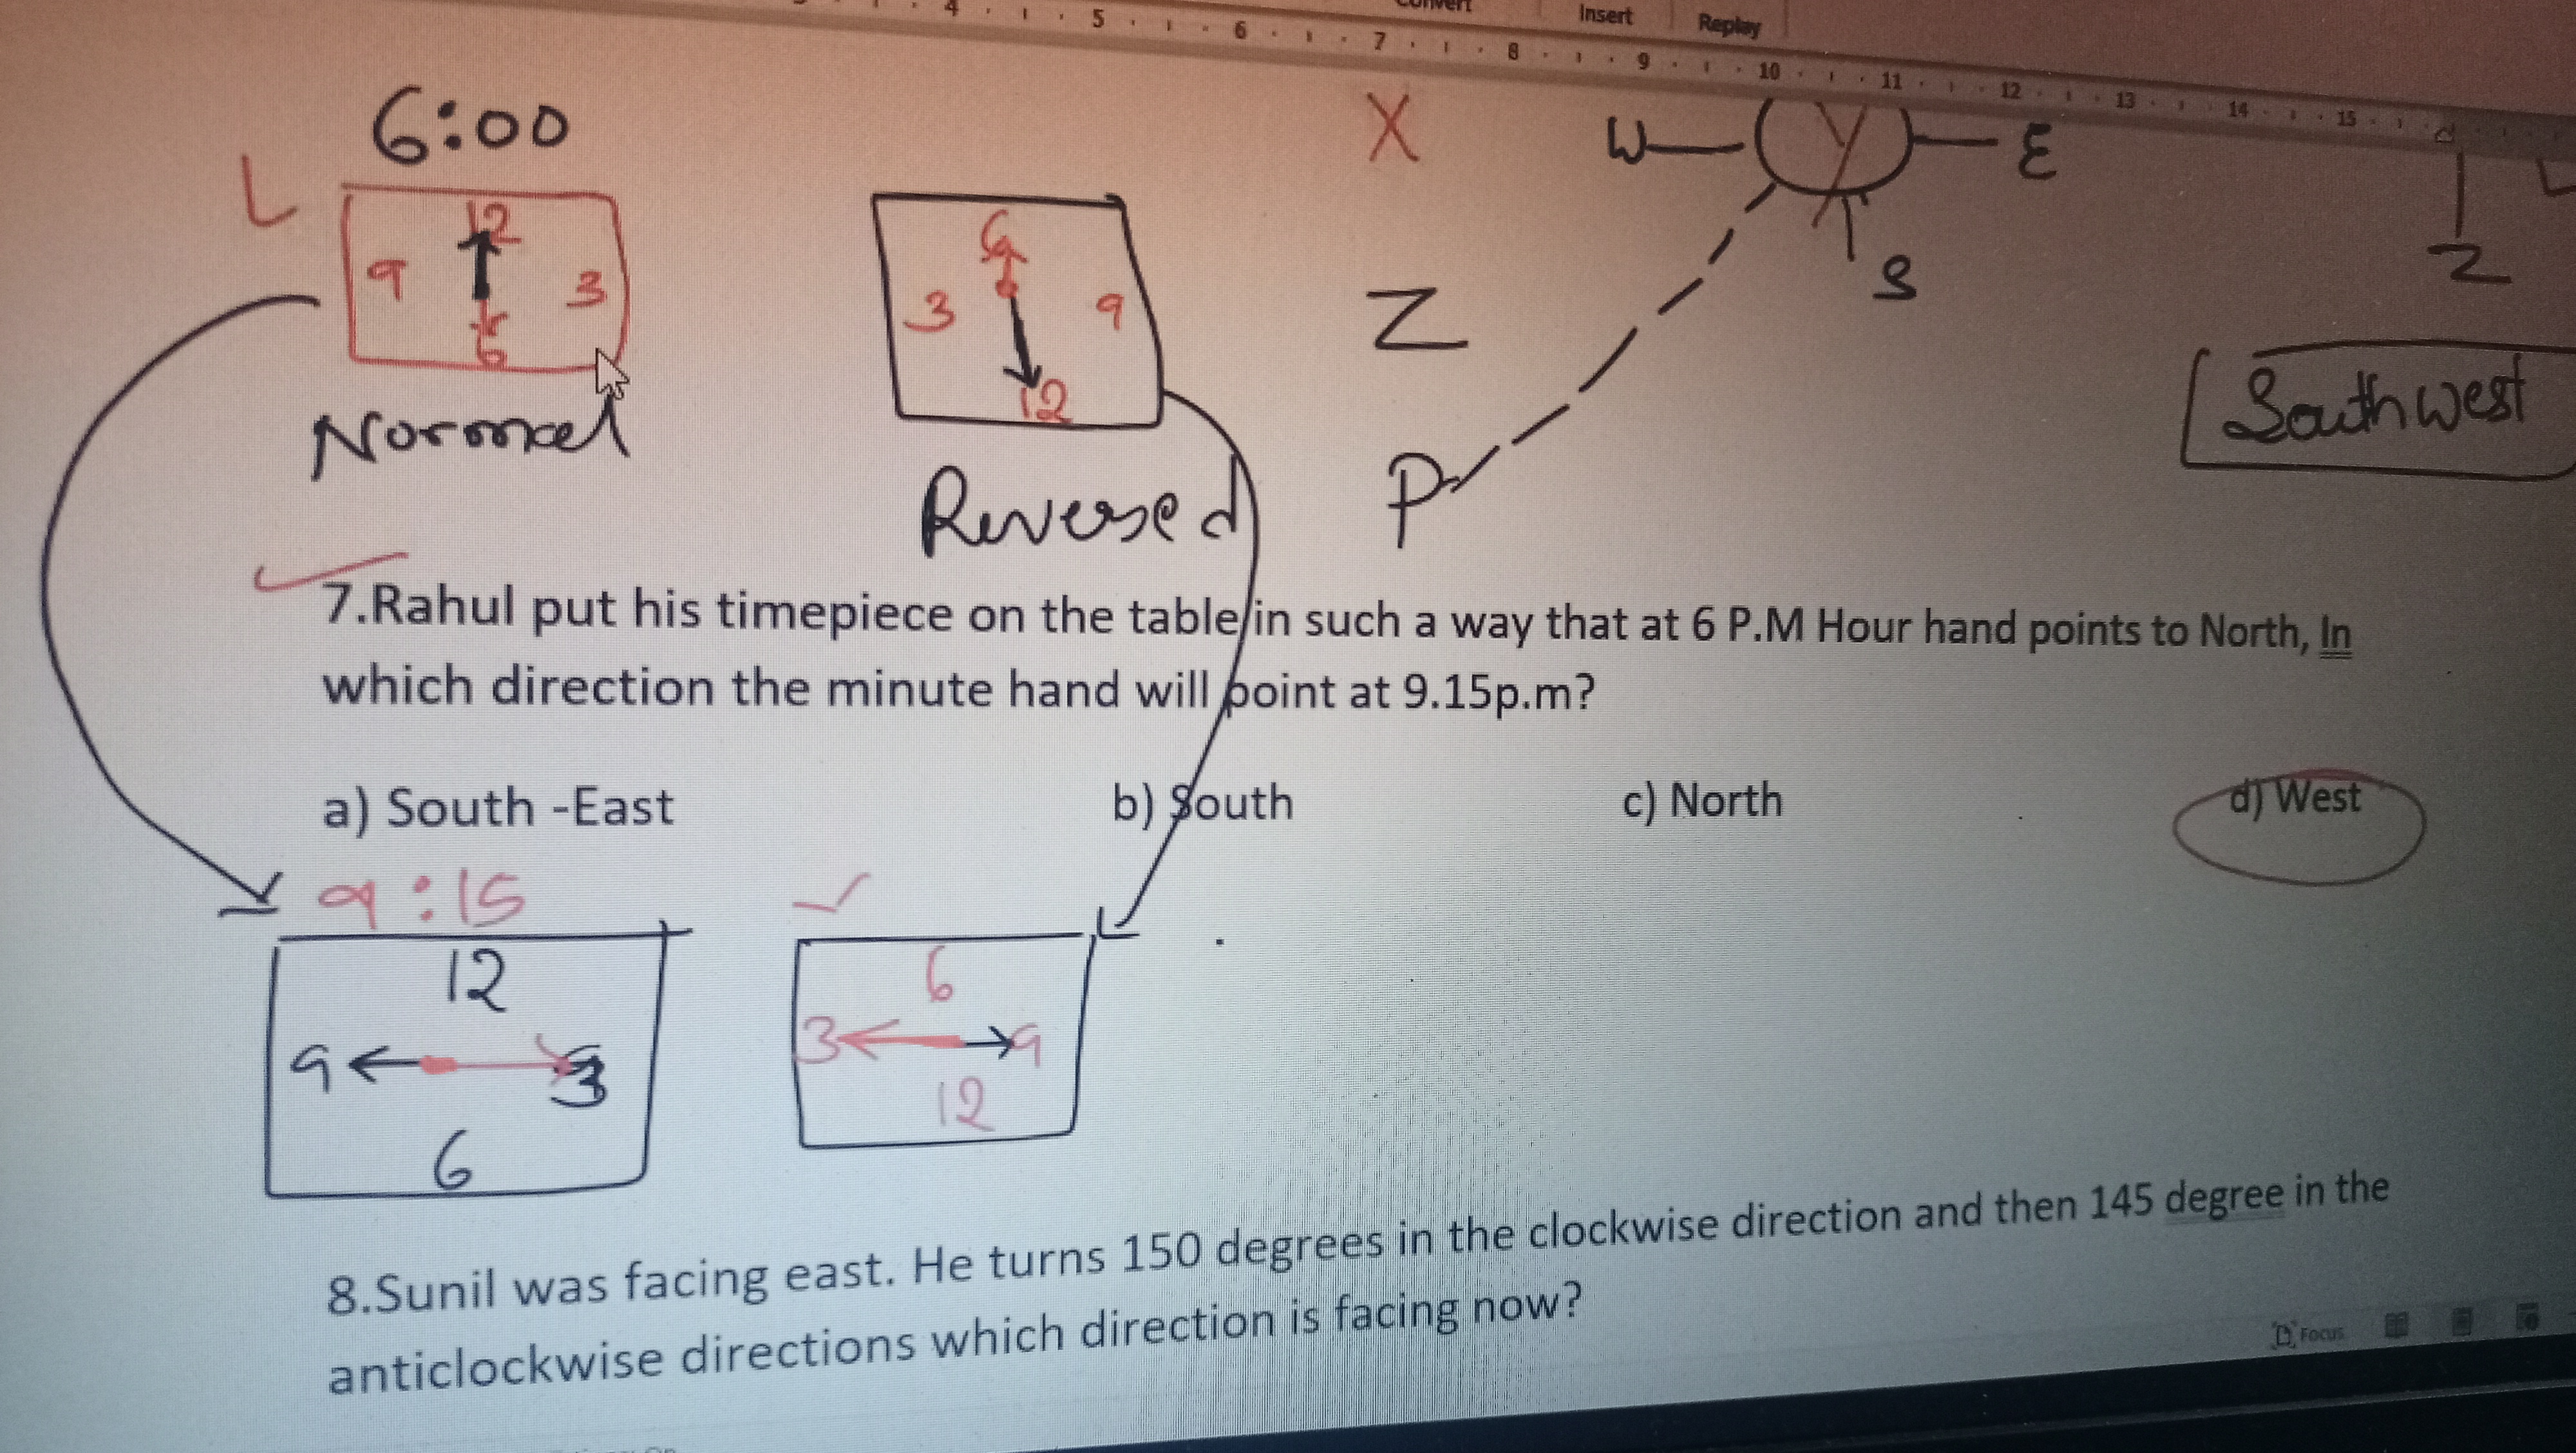 Convert Insert Replay
4 5 6 7 8 9 10 11 12 13 14 15
6:00
X W Y E
L 12 9 3 6
6 3 9 12
Z S Z
Normal Reversed P Southwest
7.Rahul put his timepiece on the table in such a way that at 6 P.M Hour hand points to North, In
which direction the minute hand will point at 9.15p.m?
a) South -East b) South c) North d) West
9:15
12 6
9 3 3 9
6 12
8.Sunil was facing east. He turns 150 degrees in the clockwise direction and then 145 degree in the
anticlockwise directions which direction is facing now?
Focus